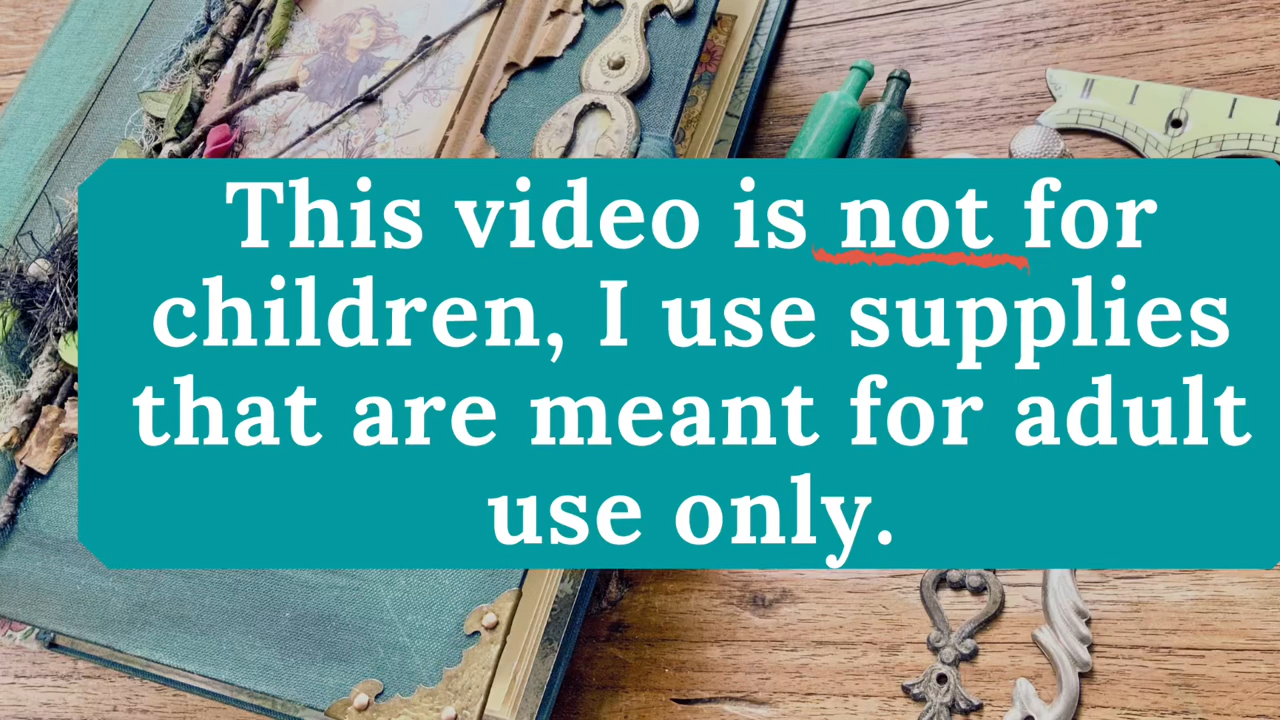 This video is not for
children, I use supplies
that are meant for adult
use only.